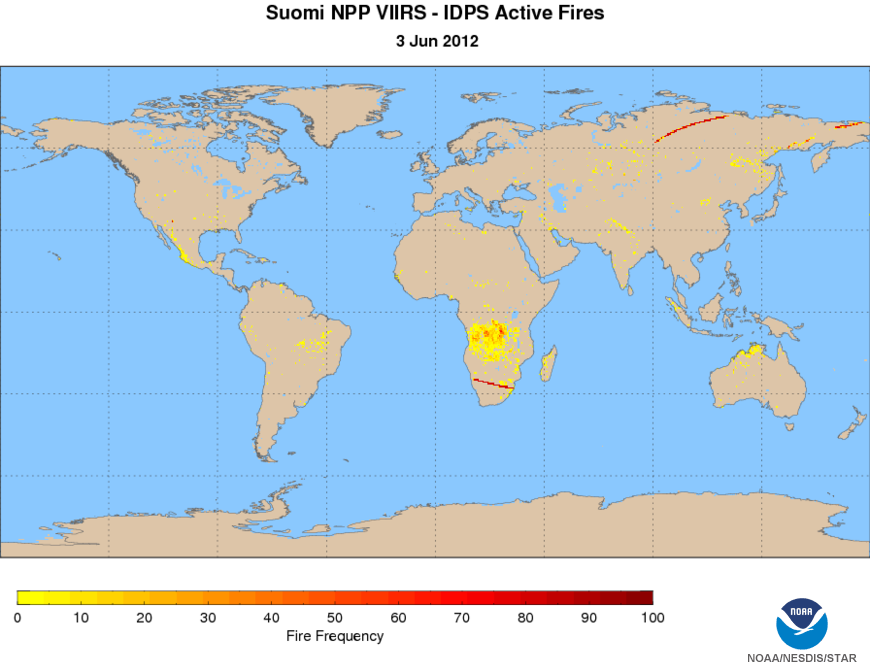 Suomi NPP VIIRS - IDPS Active Fires
3 Jun 2012
0 10 20 30 40 50 60 70 80 90 100
Fire Frequency
NOAA
NOAA/NESDIS/STAR